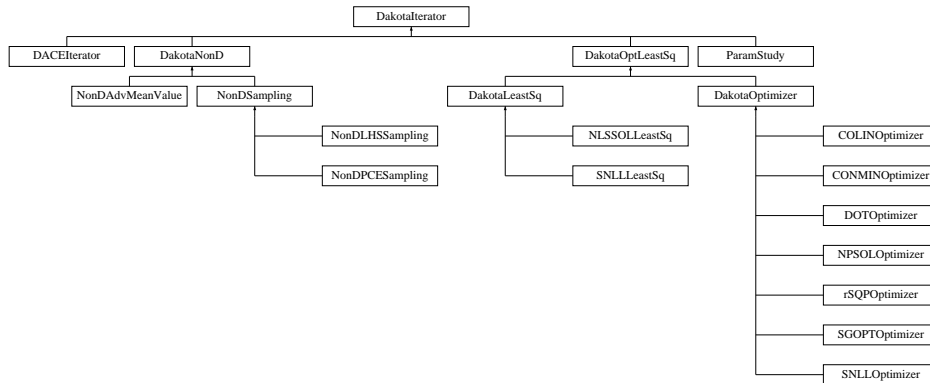 DakotaIterator
DACEIterator
DakotaNonD
DakotaOptLeastSq
ParamStudy
NonDAdvMeanValue
NonDSampling
DakotaLeastSq
DakotaOptimizer
NonDLHSSampling
NLSSOLLeastSq
COLINOptimizer
NonDPCESampling
SNLLLeastSq
CONMINOptimizer
DOTOptimizer
NPSOLOptimizer
rSQPOptimizer
SGOPTOptimizer
SNLLOptimizer